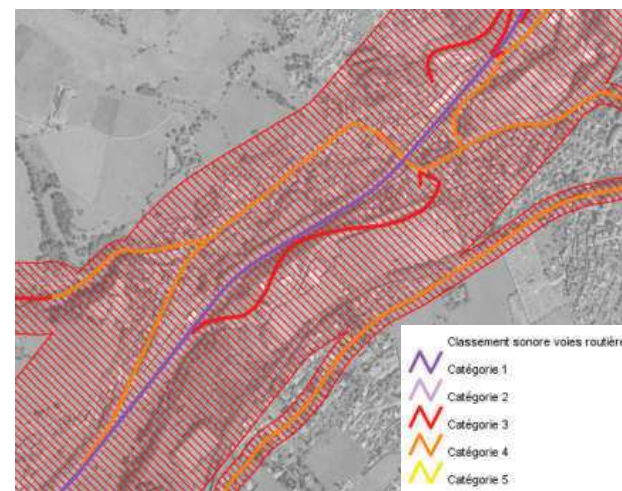 Classement sonore voies routière
Catégorie 1
Catégorie 2
Catégorie 3
Catégorie 4
Catégorie 5